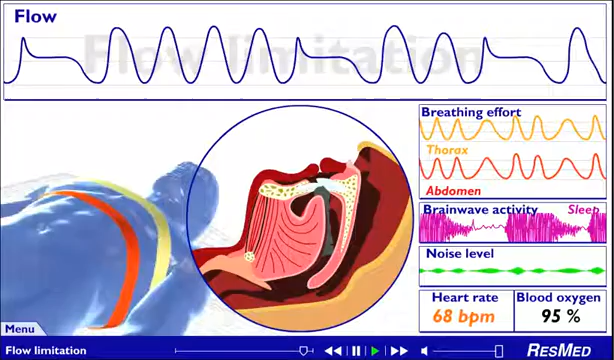 Flow
Flow limitation
Breathing effort
Thorax
Abdomen
Brainwave activity
Sleep
Noise level
Heart rate
68 bpm
Blood oxygen
95 %
Menu
Flow limitation
RESMED